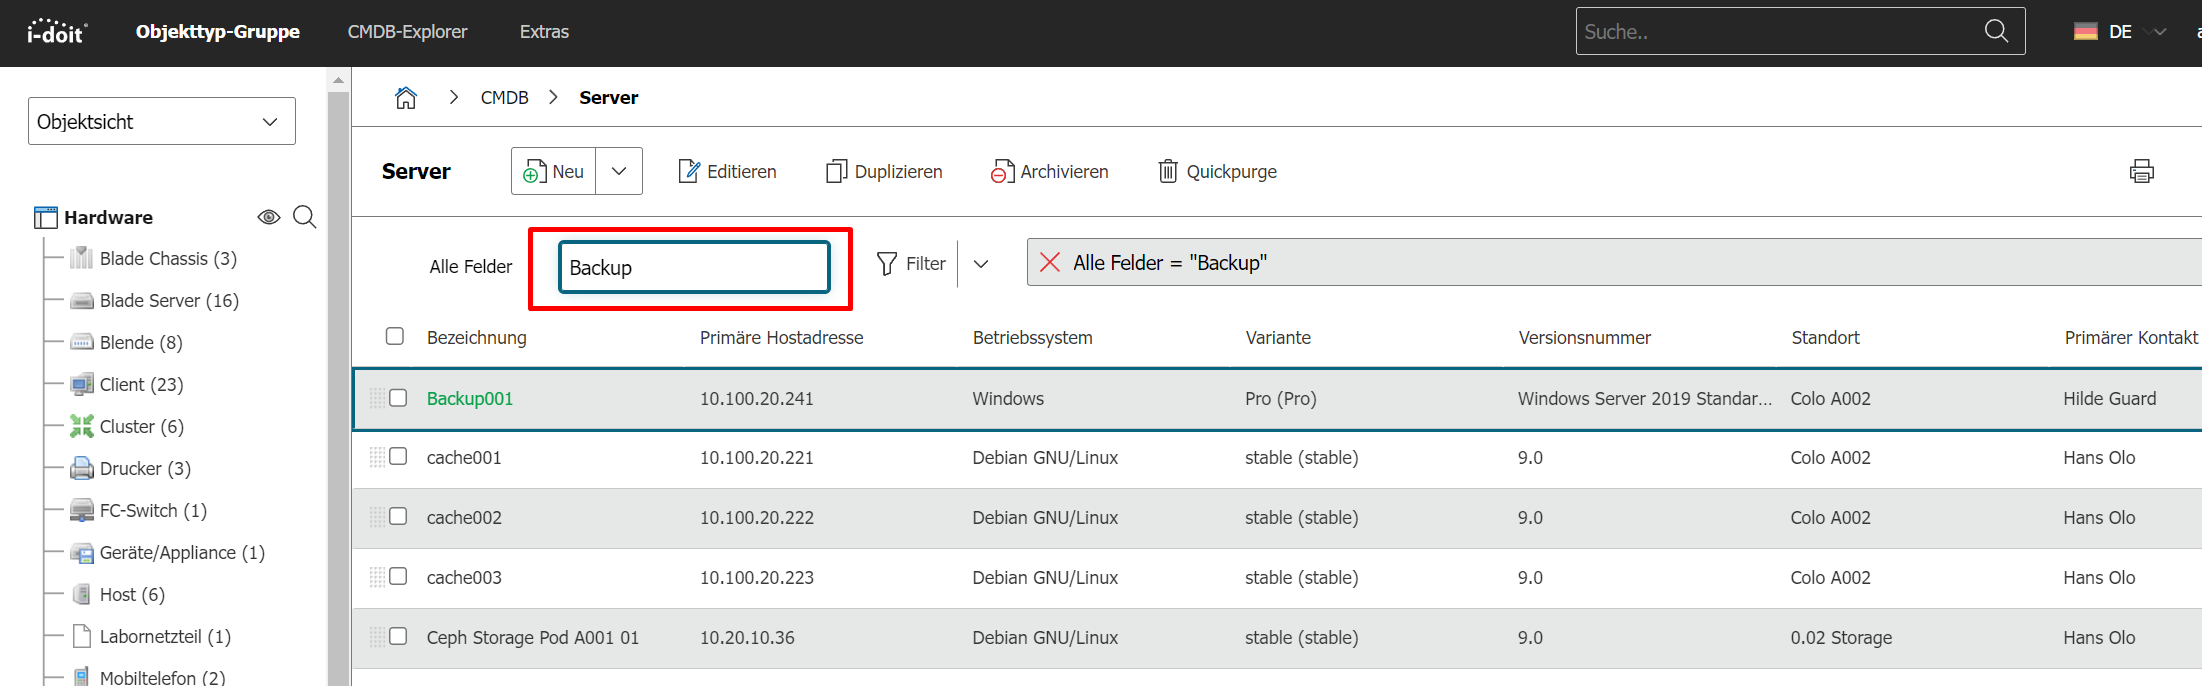 i-doit Objekttyp-Gruppe CMDB-Explorer Extras Suche.. DE
Objektsicht
CMDB Server
Server Neu Editieren Duplizieren Archivieren Quickpurge
Hardware
Blade Chassis (3)
Blade Server (16)
Blende (8)
Client (23)
Cluster (6)
Drucker (3)
FC-Switch (1)
Geräte/Appliance (1)
Host (6)
Labornetzteil (1)
Mobiltelefon (2)
Alle Felder Backup Filter Alle Felder = "Backup"
Bezeichnung Primäre Hostadresse Betriebssystem Variante Versionsnummer Standort Primärer Kontakt
Backup001 10.100.20.241 Windows Pro (Pro) Windows Server 2019 Standar... Colo A002 Hilde Guard
cache001 10.100.20.221 Debian GNU/Linux stable (stable) 9.0 Colo A002 Hans Olo
cache002 10.100.20.222 Debian GNU/Linux stable (stable) 9.0 Colo A002 Hans Olo
cache003 10.100.20.223 Debian GNU/Linux stable (stable) 9.0 Colo A002 Hans Olo
Ceph Storage Pod A001 01 10.20.10.36 Debian GNU/Linux stable (stable) 9.0 0.02 Storage Hans Olo